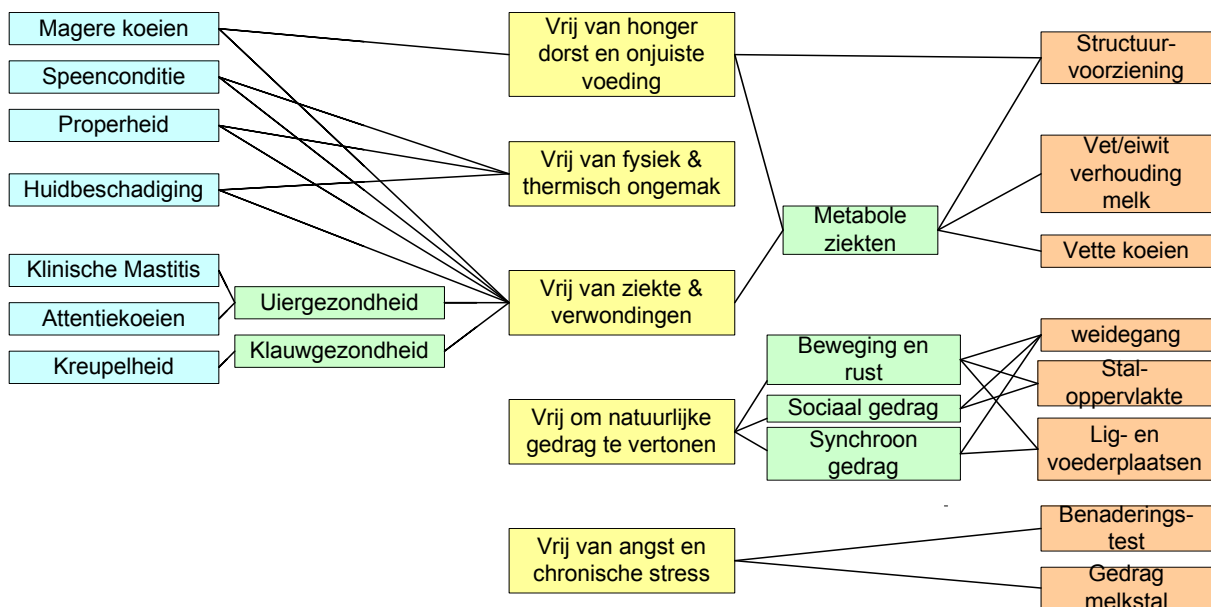 Magere koeien
Speenconditie
Properheid
Huidbeschadiging
Klinische Mastitis
Attentiekoeien
Kreupelheid
Uiergezondheid
Klauwgezondheid
Vrij van honger
dorst en onjuiste
voeding
Vrij van fysiek &
thermisch ongemak
Vrij van ziekte &
verwondingen
Vrij om natuurlijke
gedrag te vertonen
Vrij van angst en
chronische stress
Metabole
ziekten
Beweging en
rust
Sociaal gedrag
Synchroon
gedrag
Structuur-
voorziening
Vet/eiwit
verhouding
melk
Vette koeien
weidegang
Stal-
oppervlakte
Lig- en
voederplaatsen
Benaderings-
test
Gedrag
melkstal